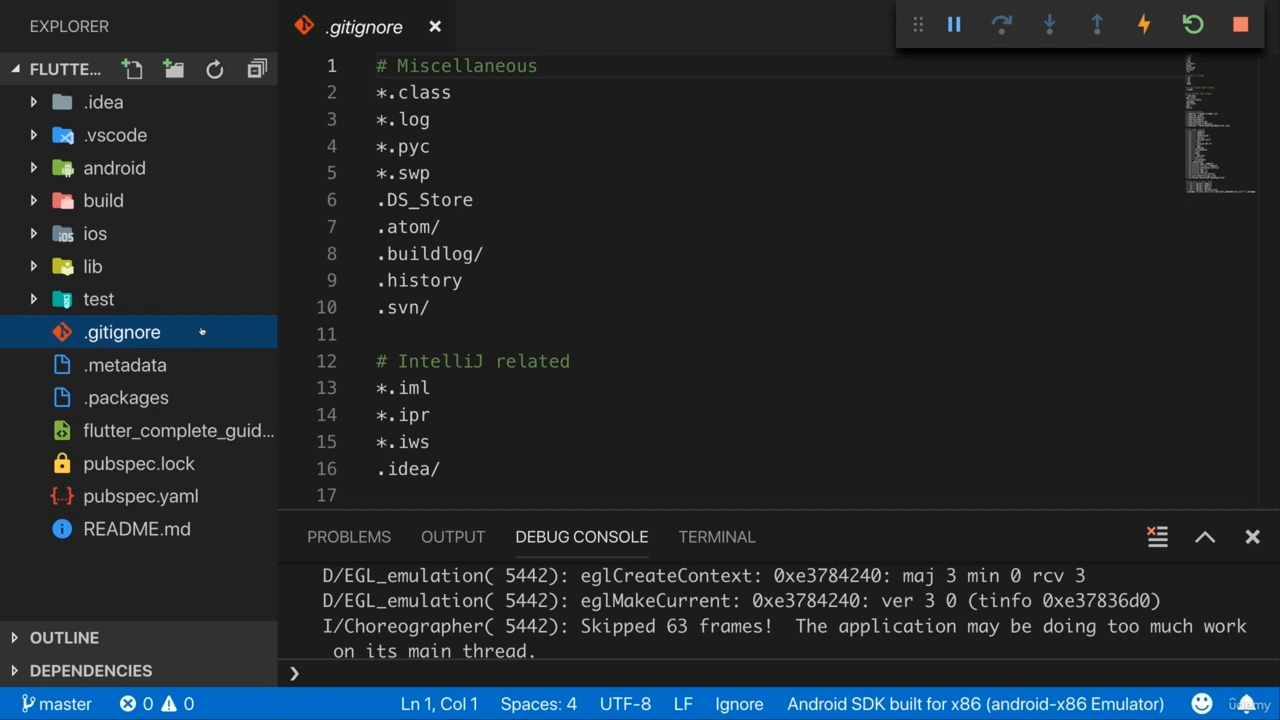 EXPLORER
FLUTTE...
.idea
.vscode
android
build
ios
lib
test
.gitignore
.metadata
.packages
flutter_complete_guid...
pubspec.lock
pubspec.yaml
README.md
OUTLINE
DEPENDENCIES
.gitignore
1 # Miscellaneous
2 *.class
3 *.log
4 *.pyc
5 *.swp
6 .DS_Store
7 .atom/
8 .buildlog/
9 .history
10 .svn/
11
12 # IntelliJ related
13 *.iml
14 *.ipr
15 *.iws
16 .idea/
17
PROBLEMS OUTPUT DEBUG CONSOLE TERMINAL
D/EGL_emulation( 5442): eglCreateContext: 0xe3784240: maj 3 min 0 rcv 3
D/EGL_emulation( 5442): eglMakeCurrent: 0xe3784240: ver 3 0 (tinfo 0xe37836d0)
I/Choreographer( 5442): Skipped 63 frames!  The application may be doing too much work
on its main thread.
master 0 0 Ln 1, Col 1 Spaces: 4 UTF-8 LF Ignore Android SDK built for x86 (android-x86 Emulator)
udemy